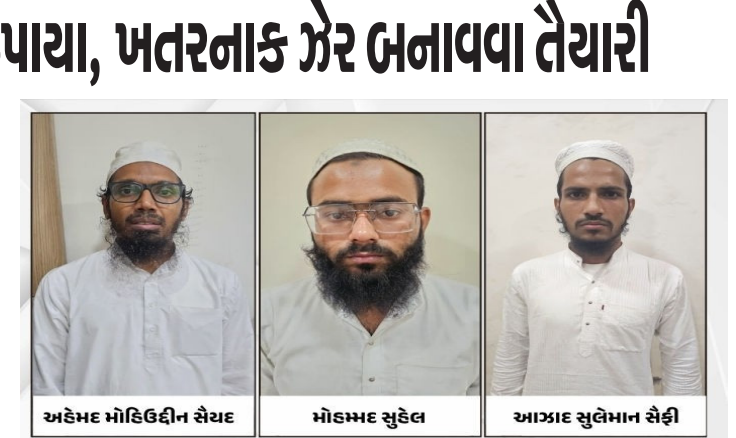 ખતરનાક ઝેર બનાવવા તૈયારી
અહેમદ મોહિઉદ્દીન સૈયદ
મોહમ્મદ સુહેલ
આઝાદ સુલેમાન સૈફી